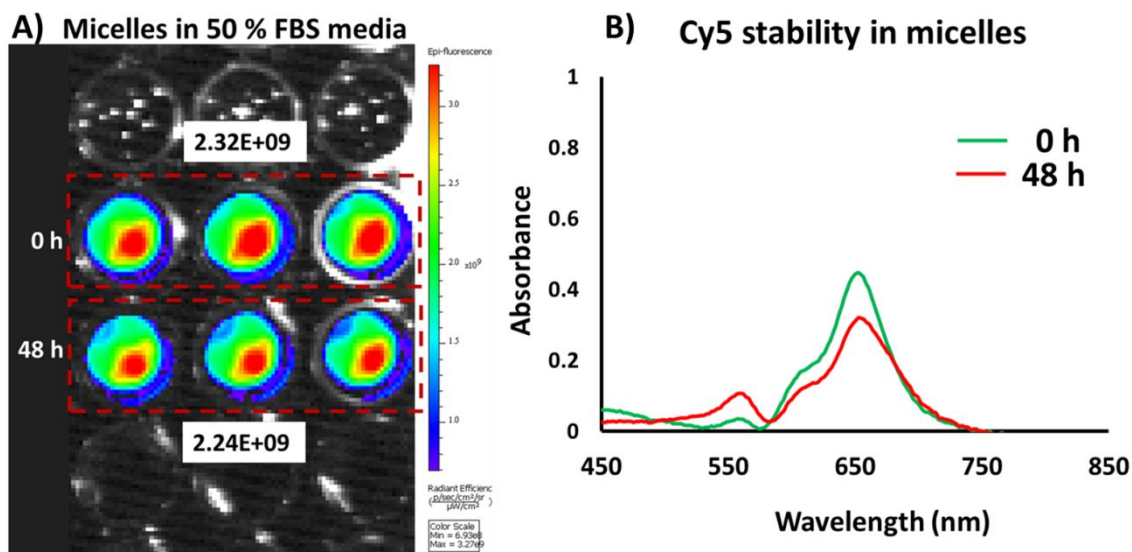 A) Micelles in 50 % FBS media
Epi-fluorescence
2.32E+09
3.0
2.5
0 h
2.0
x10⁹
1.5
48 h
1.0
2.24E+09
Radiant Efficiency
(p/sec/cm²/sr / µW/cm²)
Color Scale
Min = 6.93e8
Max = 3.27e9
B) Cy5 stability in micelles
1
0.8
0.6
0.4
0.2
0
Absorbance
0 h
48 h
450 550 650 750 850
Wavelength (nm)